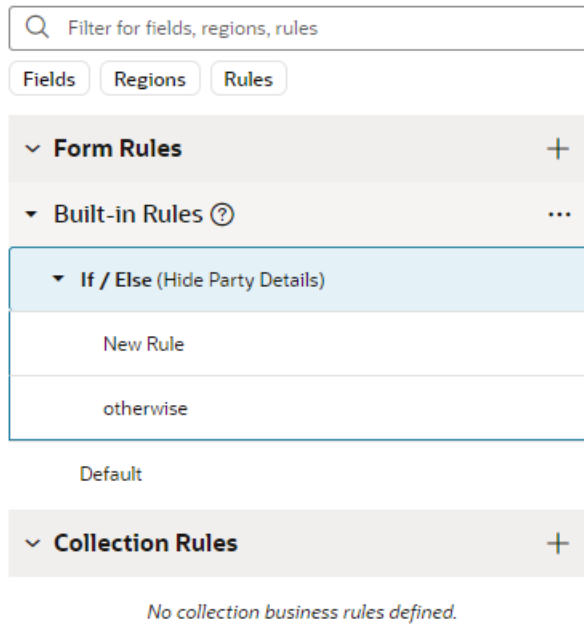 Filter for fields, regions, rules
Fields Regions Rules
Form Rules
Built-in Rules
If / Else (Hide Party Details)
New Rule
otherwise
Default
Collection Rules
No collection business rules defined.